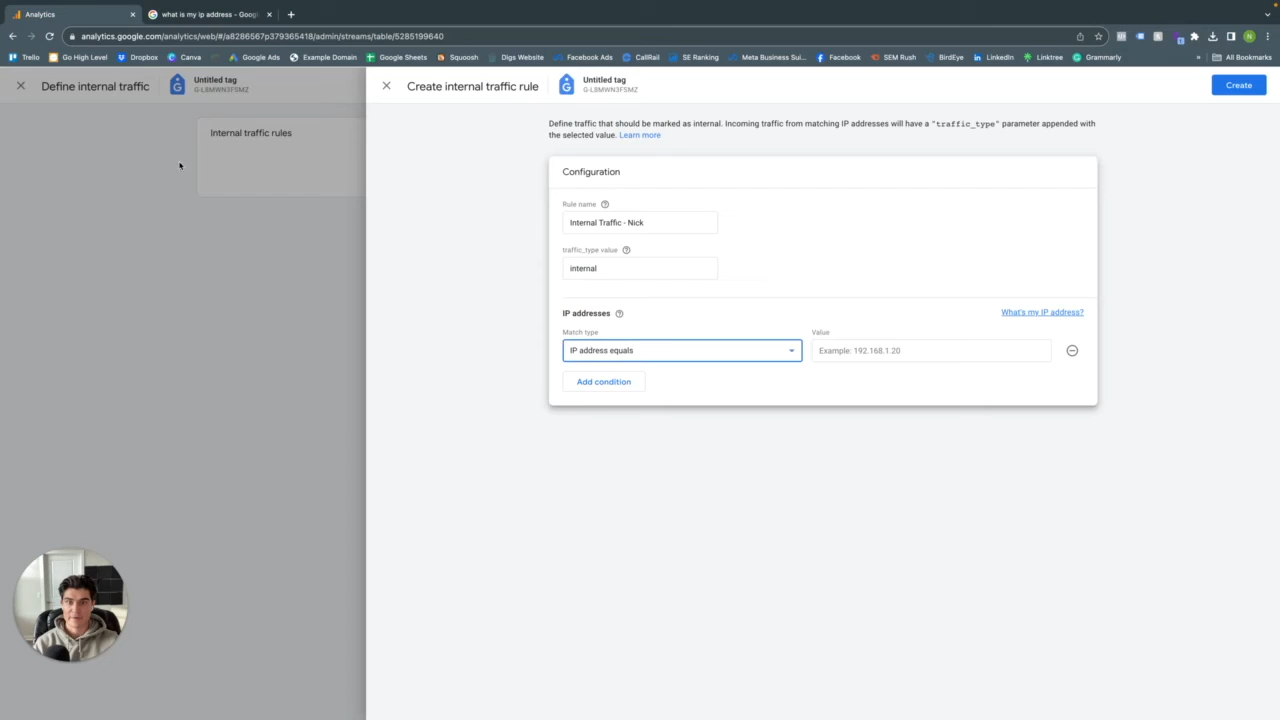 Analytics
what is my ip address - Goog
analytics.google.com/analytics/web/#/a8286567p379365418/admin/streams/table/5285199640
Trello Go High Level Dropbox Canva Google Ads Example Domain Google Sheets Squoosh Digs Website Facebook Ads CallRail SE Ranking Meta Business Sui... Facebook SEM Rush BirdEye LinkedIn Linktree Grammarly » All Bookmarks
Define internal traffic
Untitled tag
G-L8MWN3FSMZ
Create internal traffic rule
Untitled tag
G-L8MWN3FSMZ
Create
Internal traffic rules
Define traffic that should be marked as internal. Incoming traffic from matching IP addresses will have a "traffic_type" parameter appended with
the selected value. Learn more
Configuration
Rule name
Internal Traffic - Nick
traffic_type value
internal
IP addresses
What's my IP address?
Match type
Value
IP address equals
Example: 192.168.1.20
Add condition